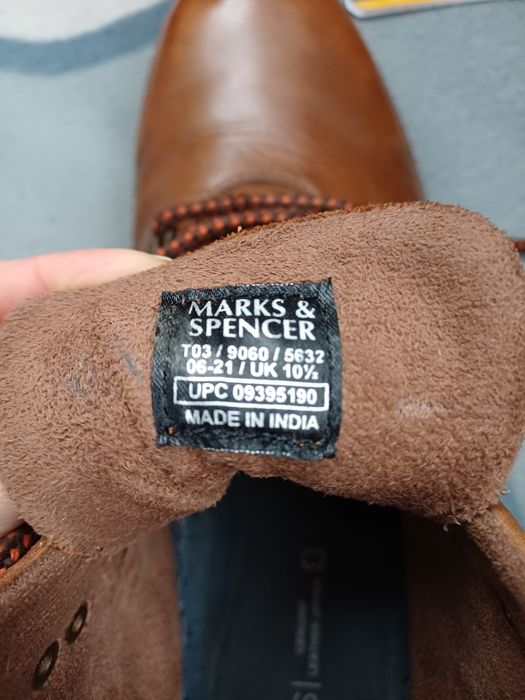 MARKS &
SPENCER
T03 / 9060 / 5632
06-21 / UK 10½
UPC 09395190
MADE IN INDIA